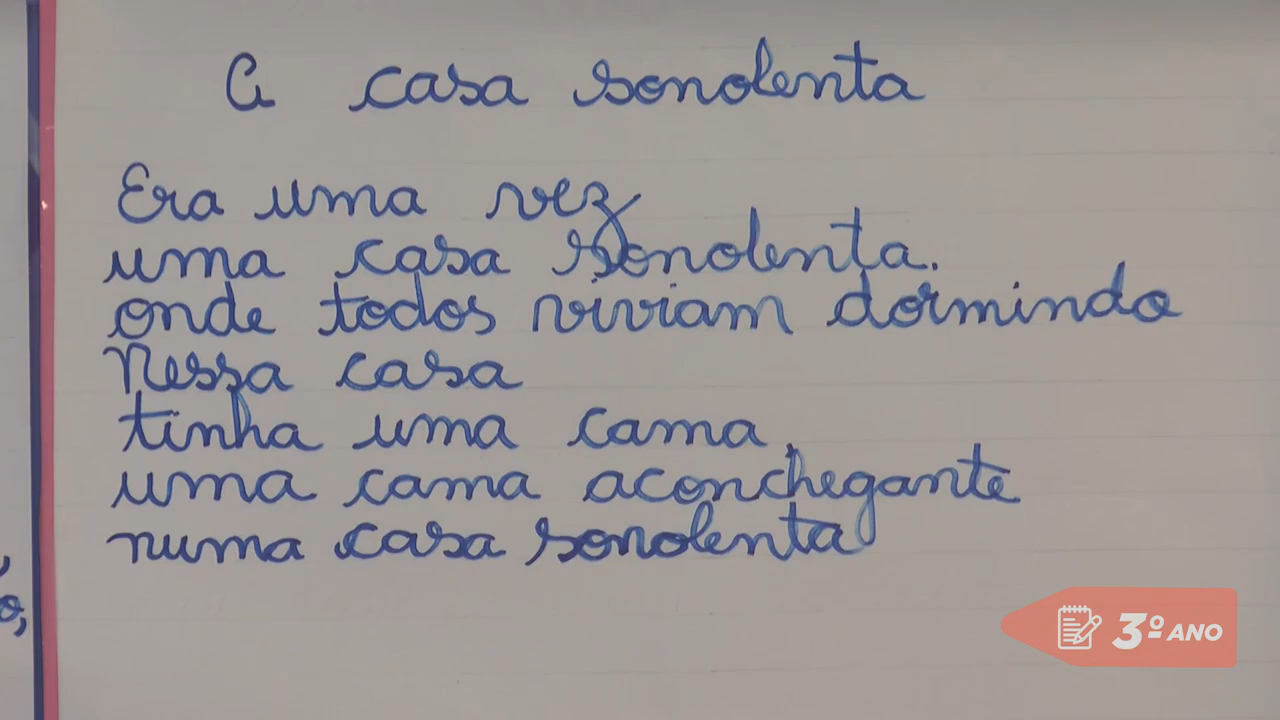 A casa sonolenta
Era uma vez
uma casa sonolenta.
onde todos viviam dormindo
Nessa casa
tinha uma cama,
uma cama aconchegante
numa casa sonolenta
o,
3º ANO